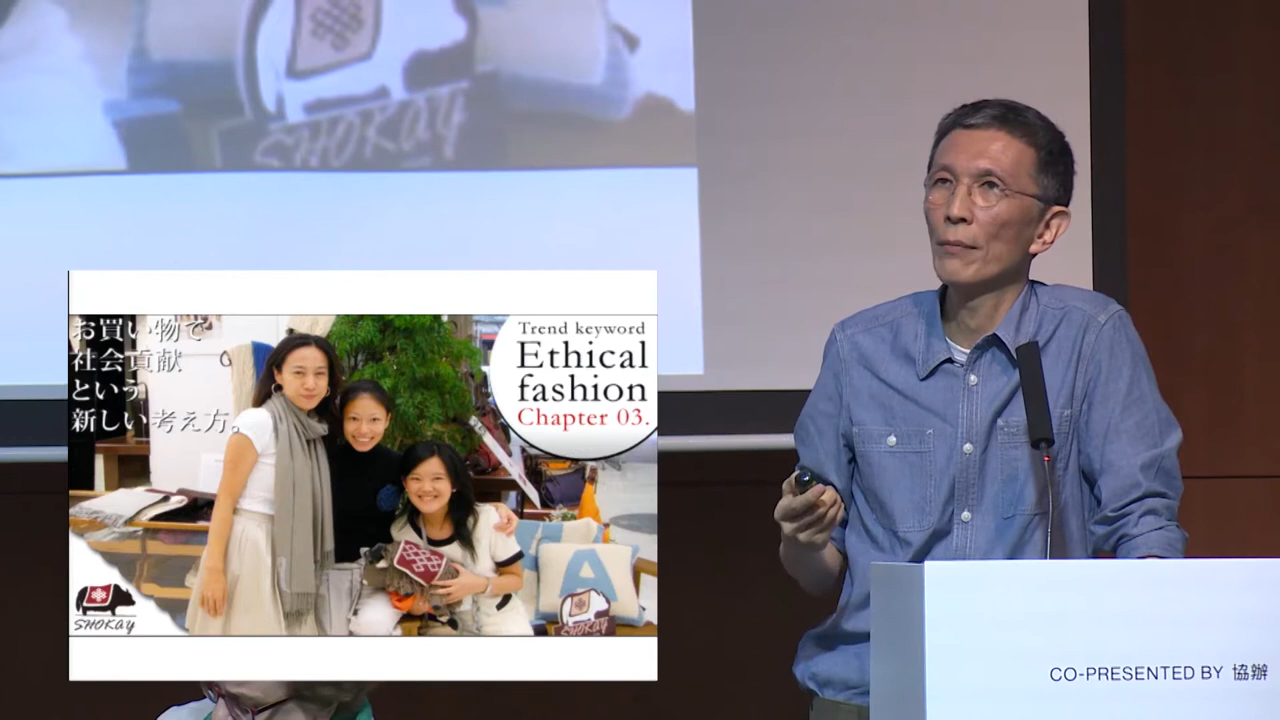 SHOKAY
お買い物で
社会貢献
という
新しい考え方。
Trend keyword
Ethical
fashion
Chapter 03.
A
SHOKAY
SHOKAY
CO-PRESENTED BY 協辦